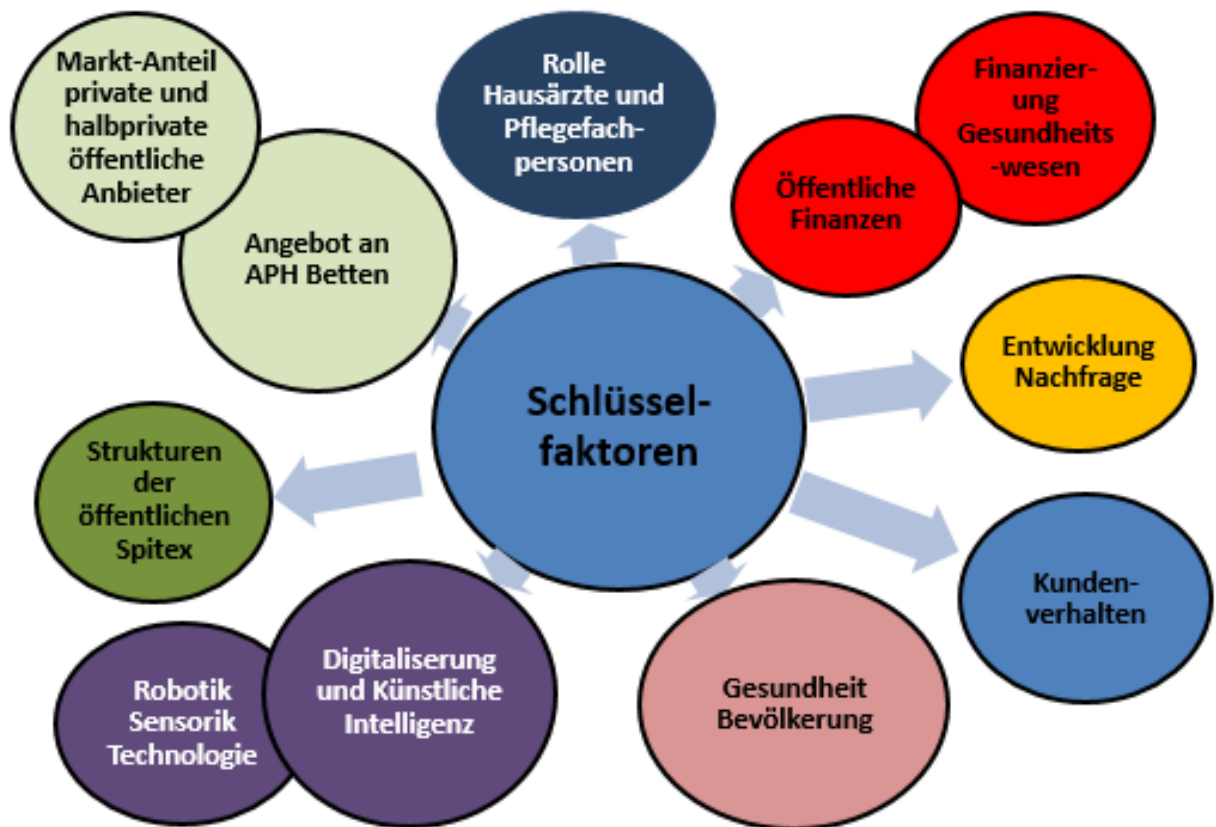 Markt-Anteil
private und
halbprivate
öffentliche
Anbieter
Angebot an
APH Betten
Rolle
Hausärzte und
Pflegefach-
personen
Finanzier-
ung
Gesundheits
-wesen
Öffentliche
Finanzen
Entwicklung
Nachfrage
Schlüssel-
faktoren
Strukturen
der
öffentlichen
Spitex
Kunden-
verhalten
Digitaliserung
und Künstliche
Intelligenz
Robotik
Sensorik
Technologie
Gesundheit
Bevölkerung